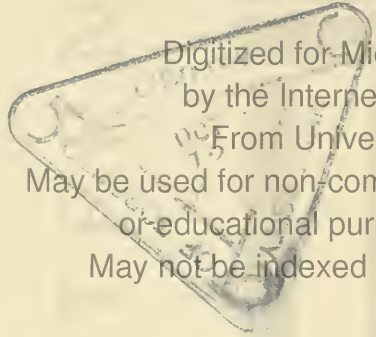 Digitized for Mic
by the Interne
From Unive
May be used for non-com
or educational pur
May not be indexed